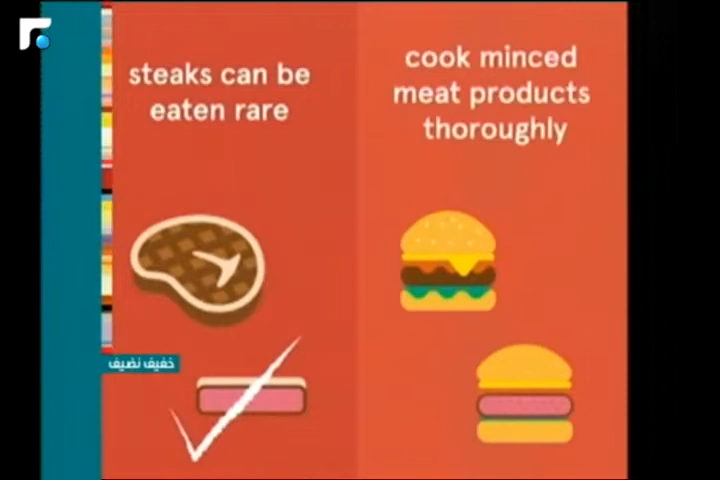 steaks can be
eaten rare
cook minced
meat products
thoroughly
خفيف نضيف